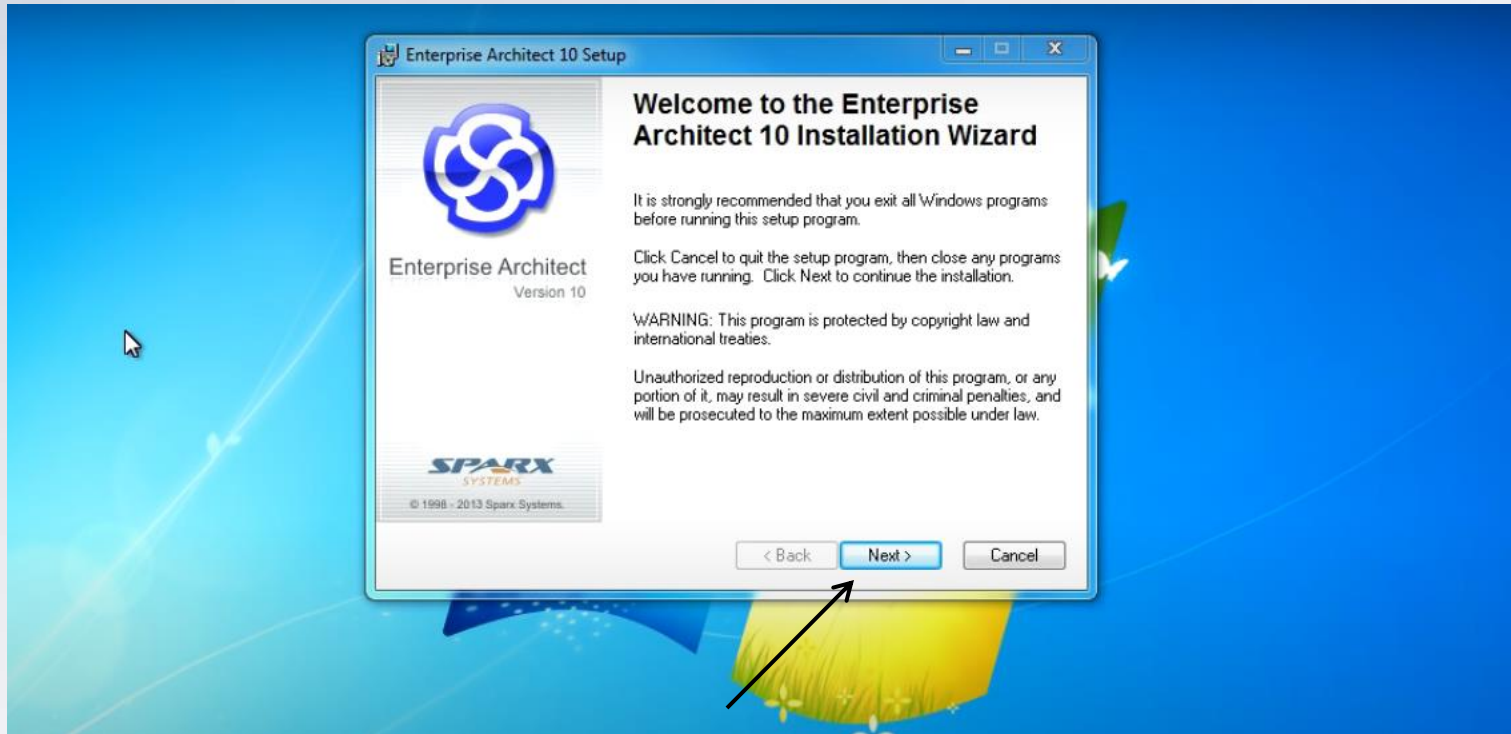 Enterprise Architect 10 Setup
Welcome to the Enterprise
Architect 10 Installation Wizard
It is strongly recommended that you exit all Windows programs
before running this setup program.
Click Cancel to quit the setup program, then close any programs
you have running. Click Next to continue the installation.
WARNING: This program is protected by copyright law and
international treaties.
Unauthorized reproduction or distribution of this program, or any
portion of it, may result in severe civil and criminal penalties, and
will be prosecuted to the maximum extent possible under law.
Enterprise Architect
Version 10
SPARX
SYSTEMS
© 1998 - 2013 Sparx Systems.
< Back
Next >
Cancel